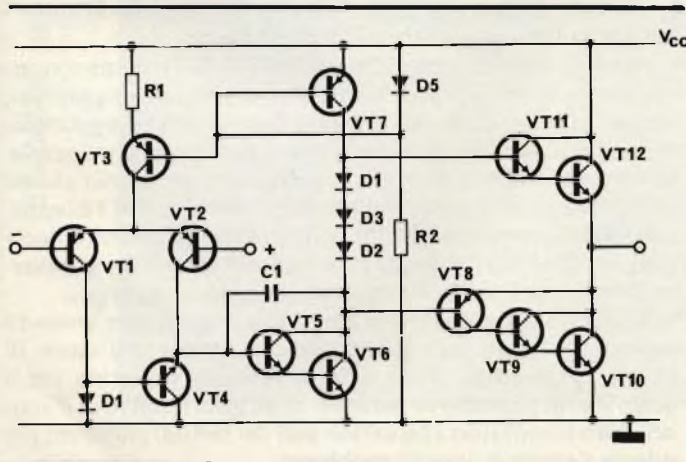 V_CC
R1
D5
VT7
VT11
VT12
VT3
D1
VT2
D3
R2
− +
D2
VT1
C1
VT8
VT5
VT6
VT9
VT10
D1
VT4